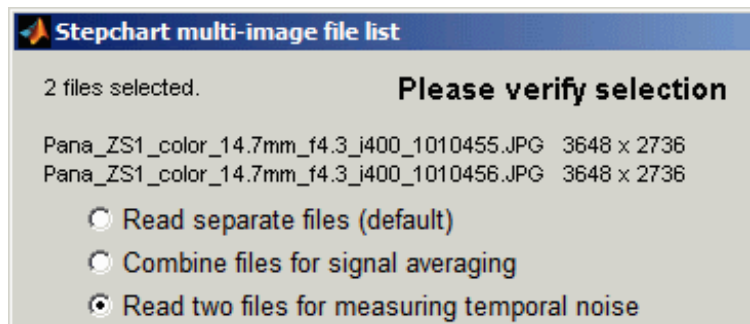 Stepchart multi-image file list
2 files selected. Please verify selection
Pana_ZS1_color_14.7mm_f4.3_i400_1010455.JPG 3648 x 2736
Pana_ZS1_color_14.7mm_f4.3_i400_1010456.JPG 3648 x 2736
Read separate files (default)
Combine files for signal averaging
Read two files for measuring temporal noise